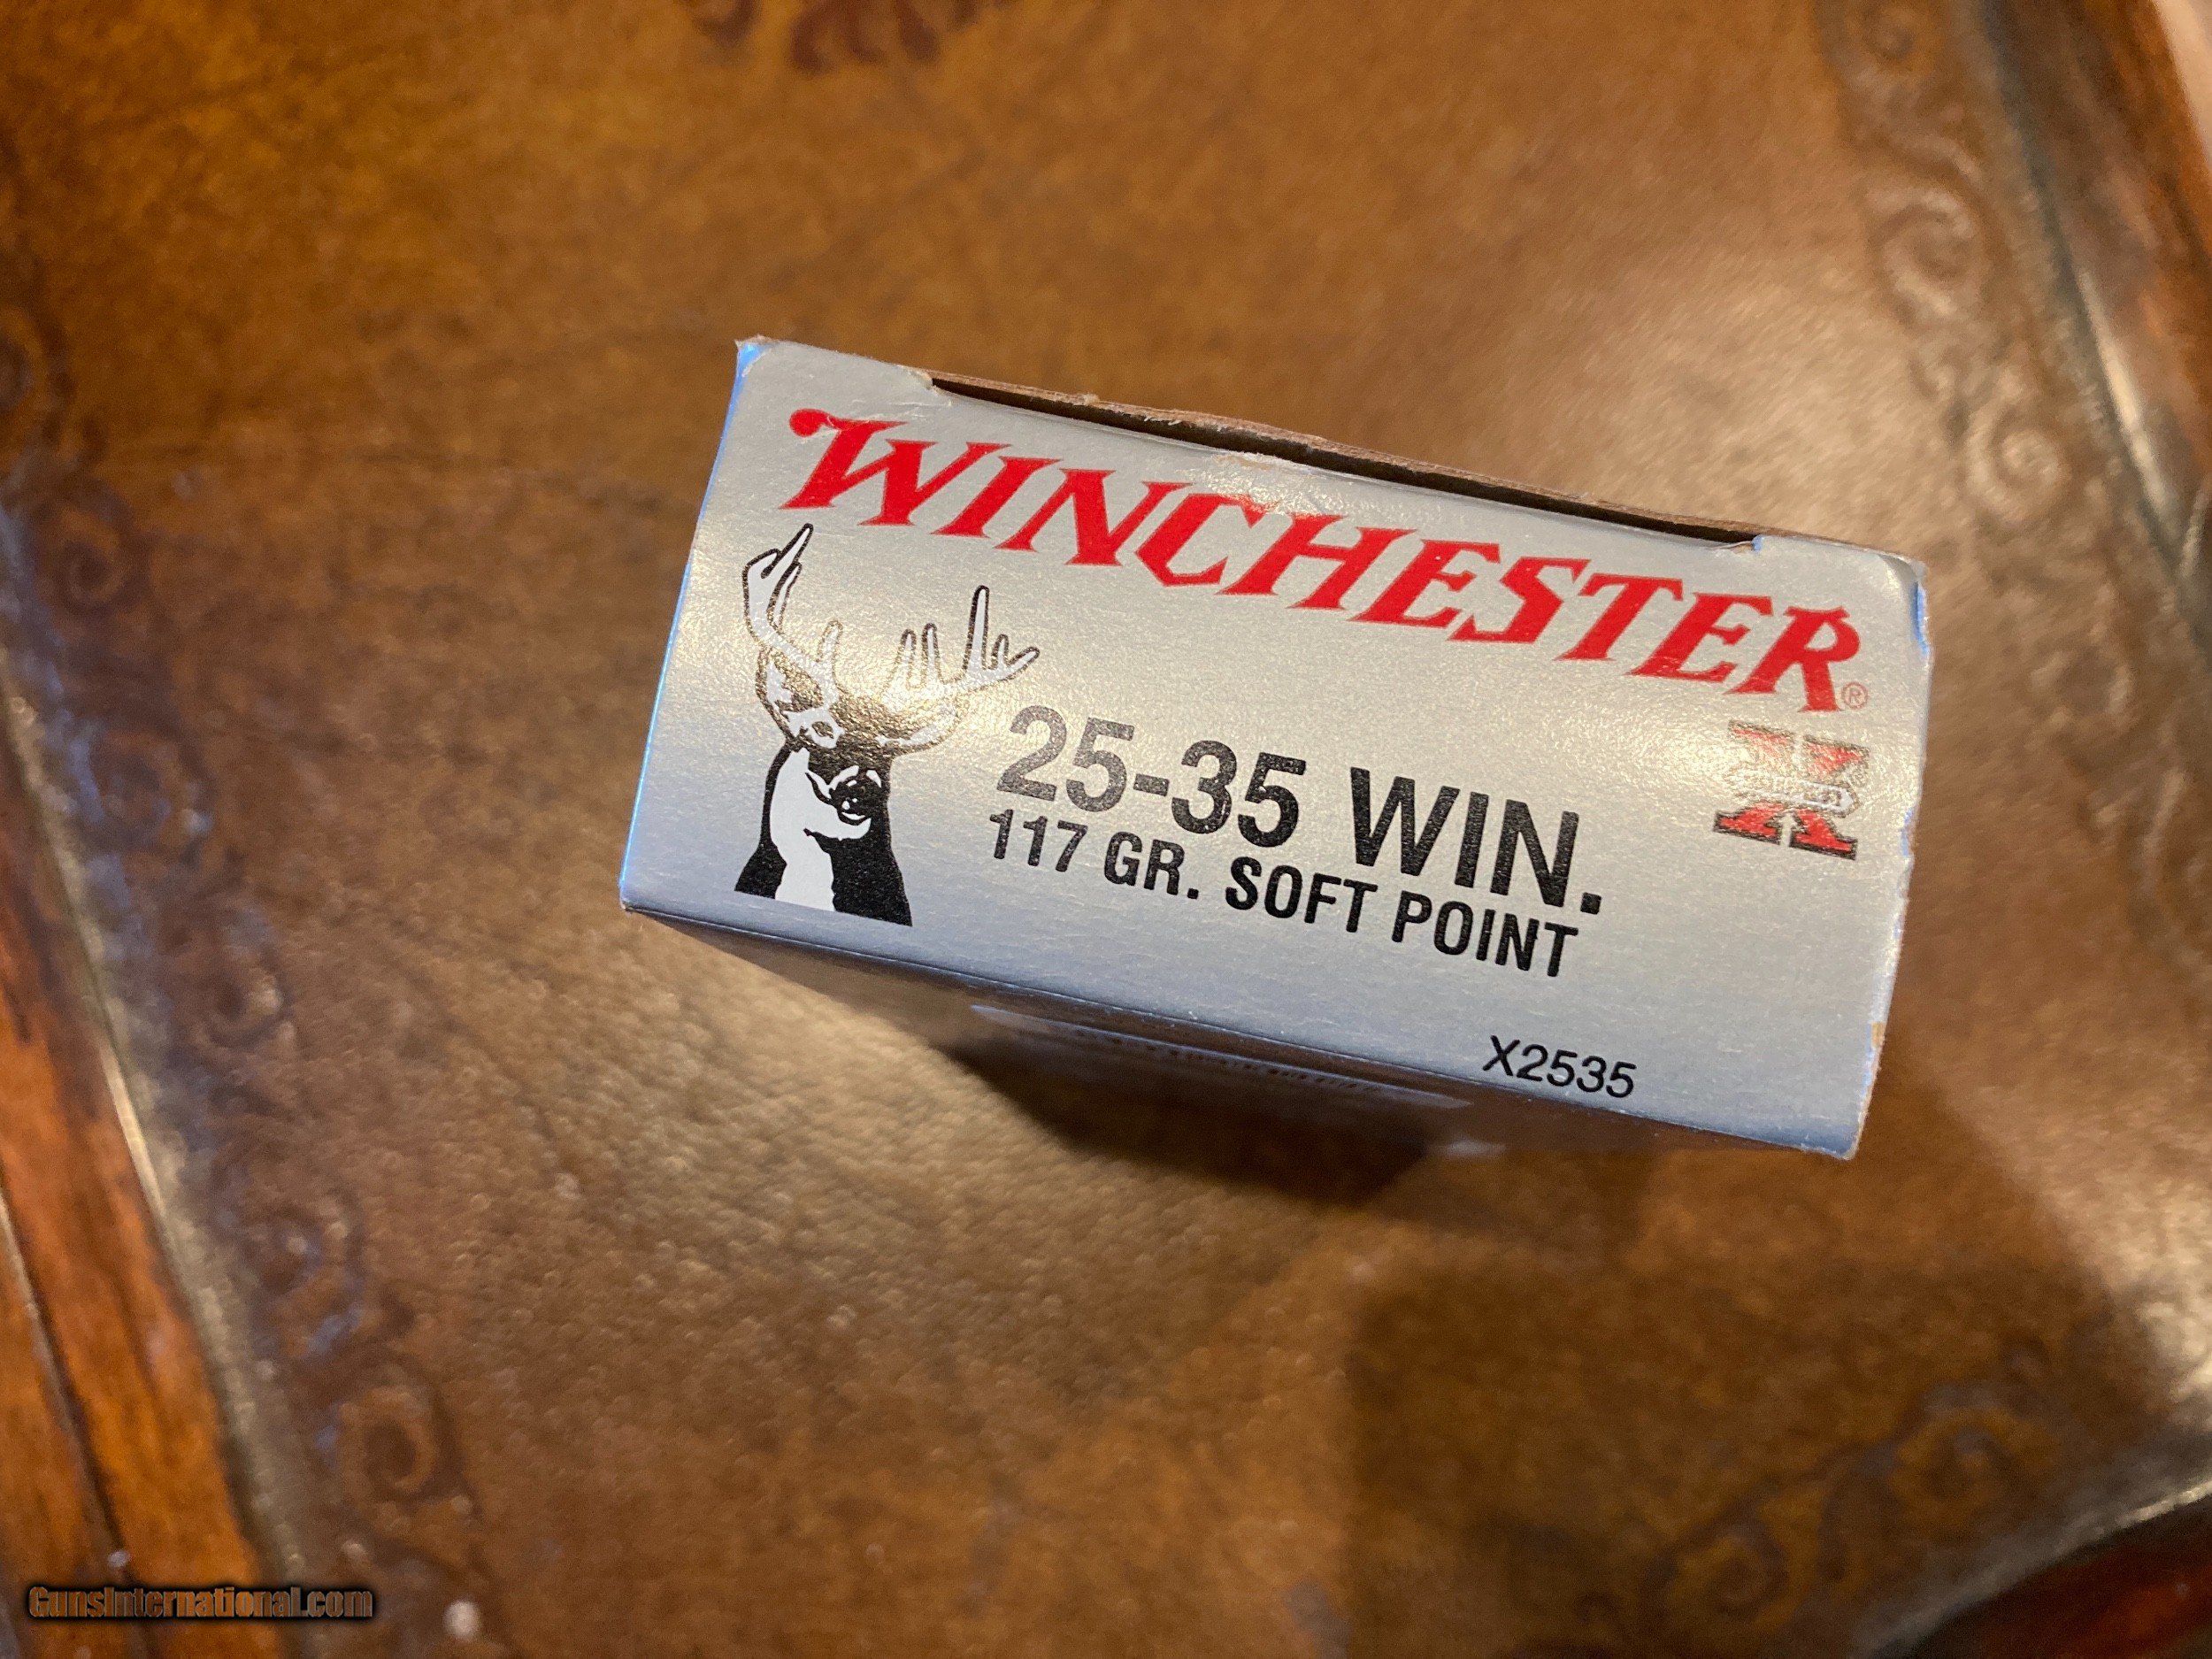 WINCHESTER®
X
25-35 WIN.
117 GR. SOFT POINT
X2535
GunsInternational.com